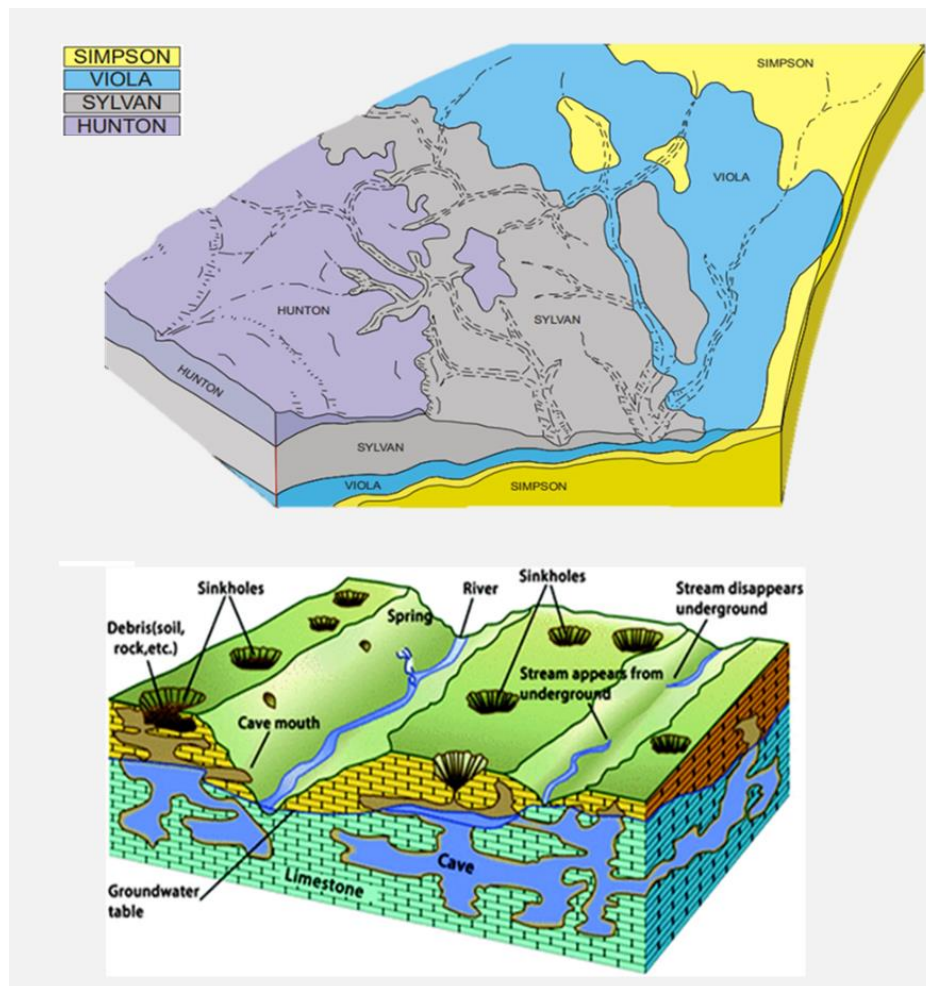 SIMPSON
VIOLA
SYLVAN
HUNTON
SIMPSON
VIOLA
HUNTON
SYLVAN
HUNTON
SYLVAN
VIOLA
SIMPSON
Sinkholes
Debris(soil,
rock,etc.)
Spring
River
Sinkholes
Stream disappears
underground
Stream appears from
underground
Cave mouth
Cave
Limestone
Groundwater
table